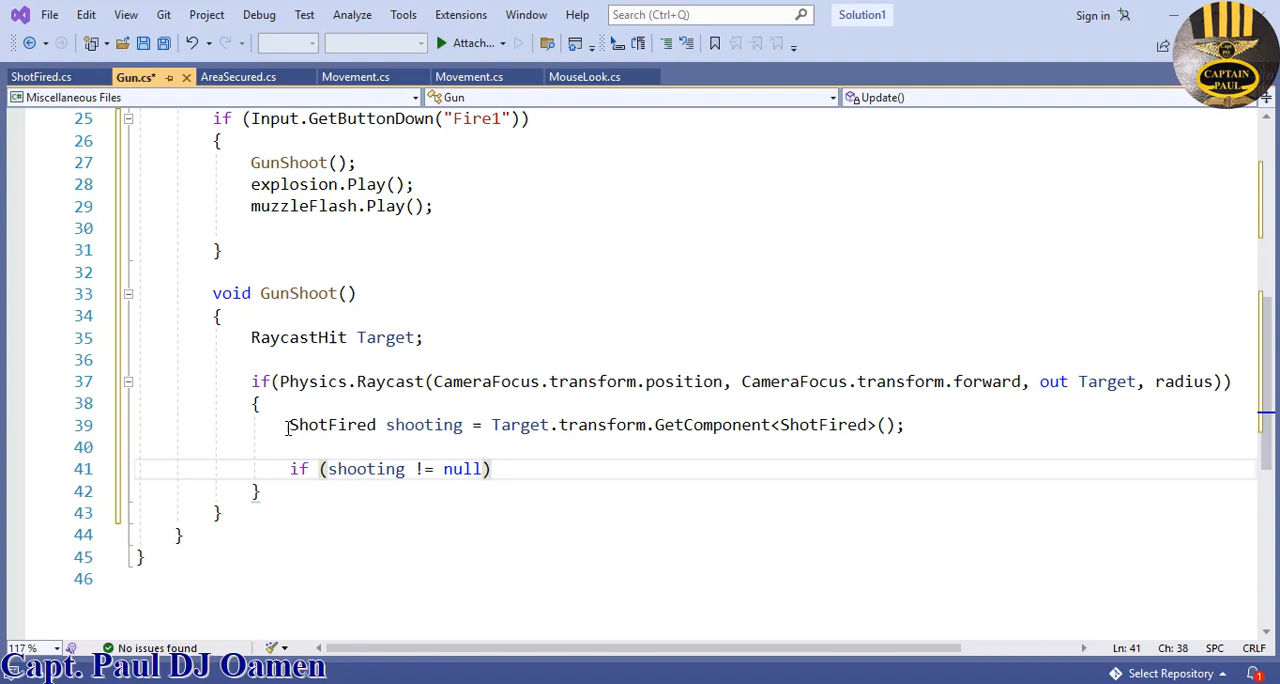 File Edit View Git Project Debug Test Analyze Tools Extensions Window Help Search (Ctrl+Q) Solution1 Sign in
Attach...
ShotFired.cs Gun.cs* AreaSecured.cs Movement.cs Movement.cs MouseLook.cs
Miscellaneous Files Gun Update()
CAPTAIN
PAUL
25 if (Input.GetButtonDown("Fire1"))
26 {
27 GunShoot();
28 explosion.Play();
29 muzzleFlash.Play();
30
31 }
32
33 void GunShoot()
34 {
35 RaycastHit Target;
36
37 if(Physics.Raycast(CameraFocus.transform.position, CameraFocus.transform.forward, out Target, radius))
38 {
39 ShotFired shooting = Target.transform.GetComponent<ShotFired>();
40
41 if (shooting != null)
42 }
43 }
44 }
45 }
46
117 % No issues found Ln: 41 Ch: 38 SPC CRLF
Capt. Paul DJ Oamen
Select Repository 1